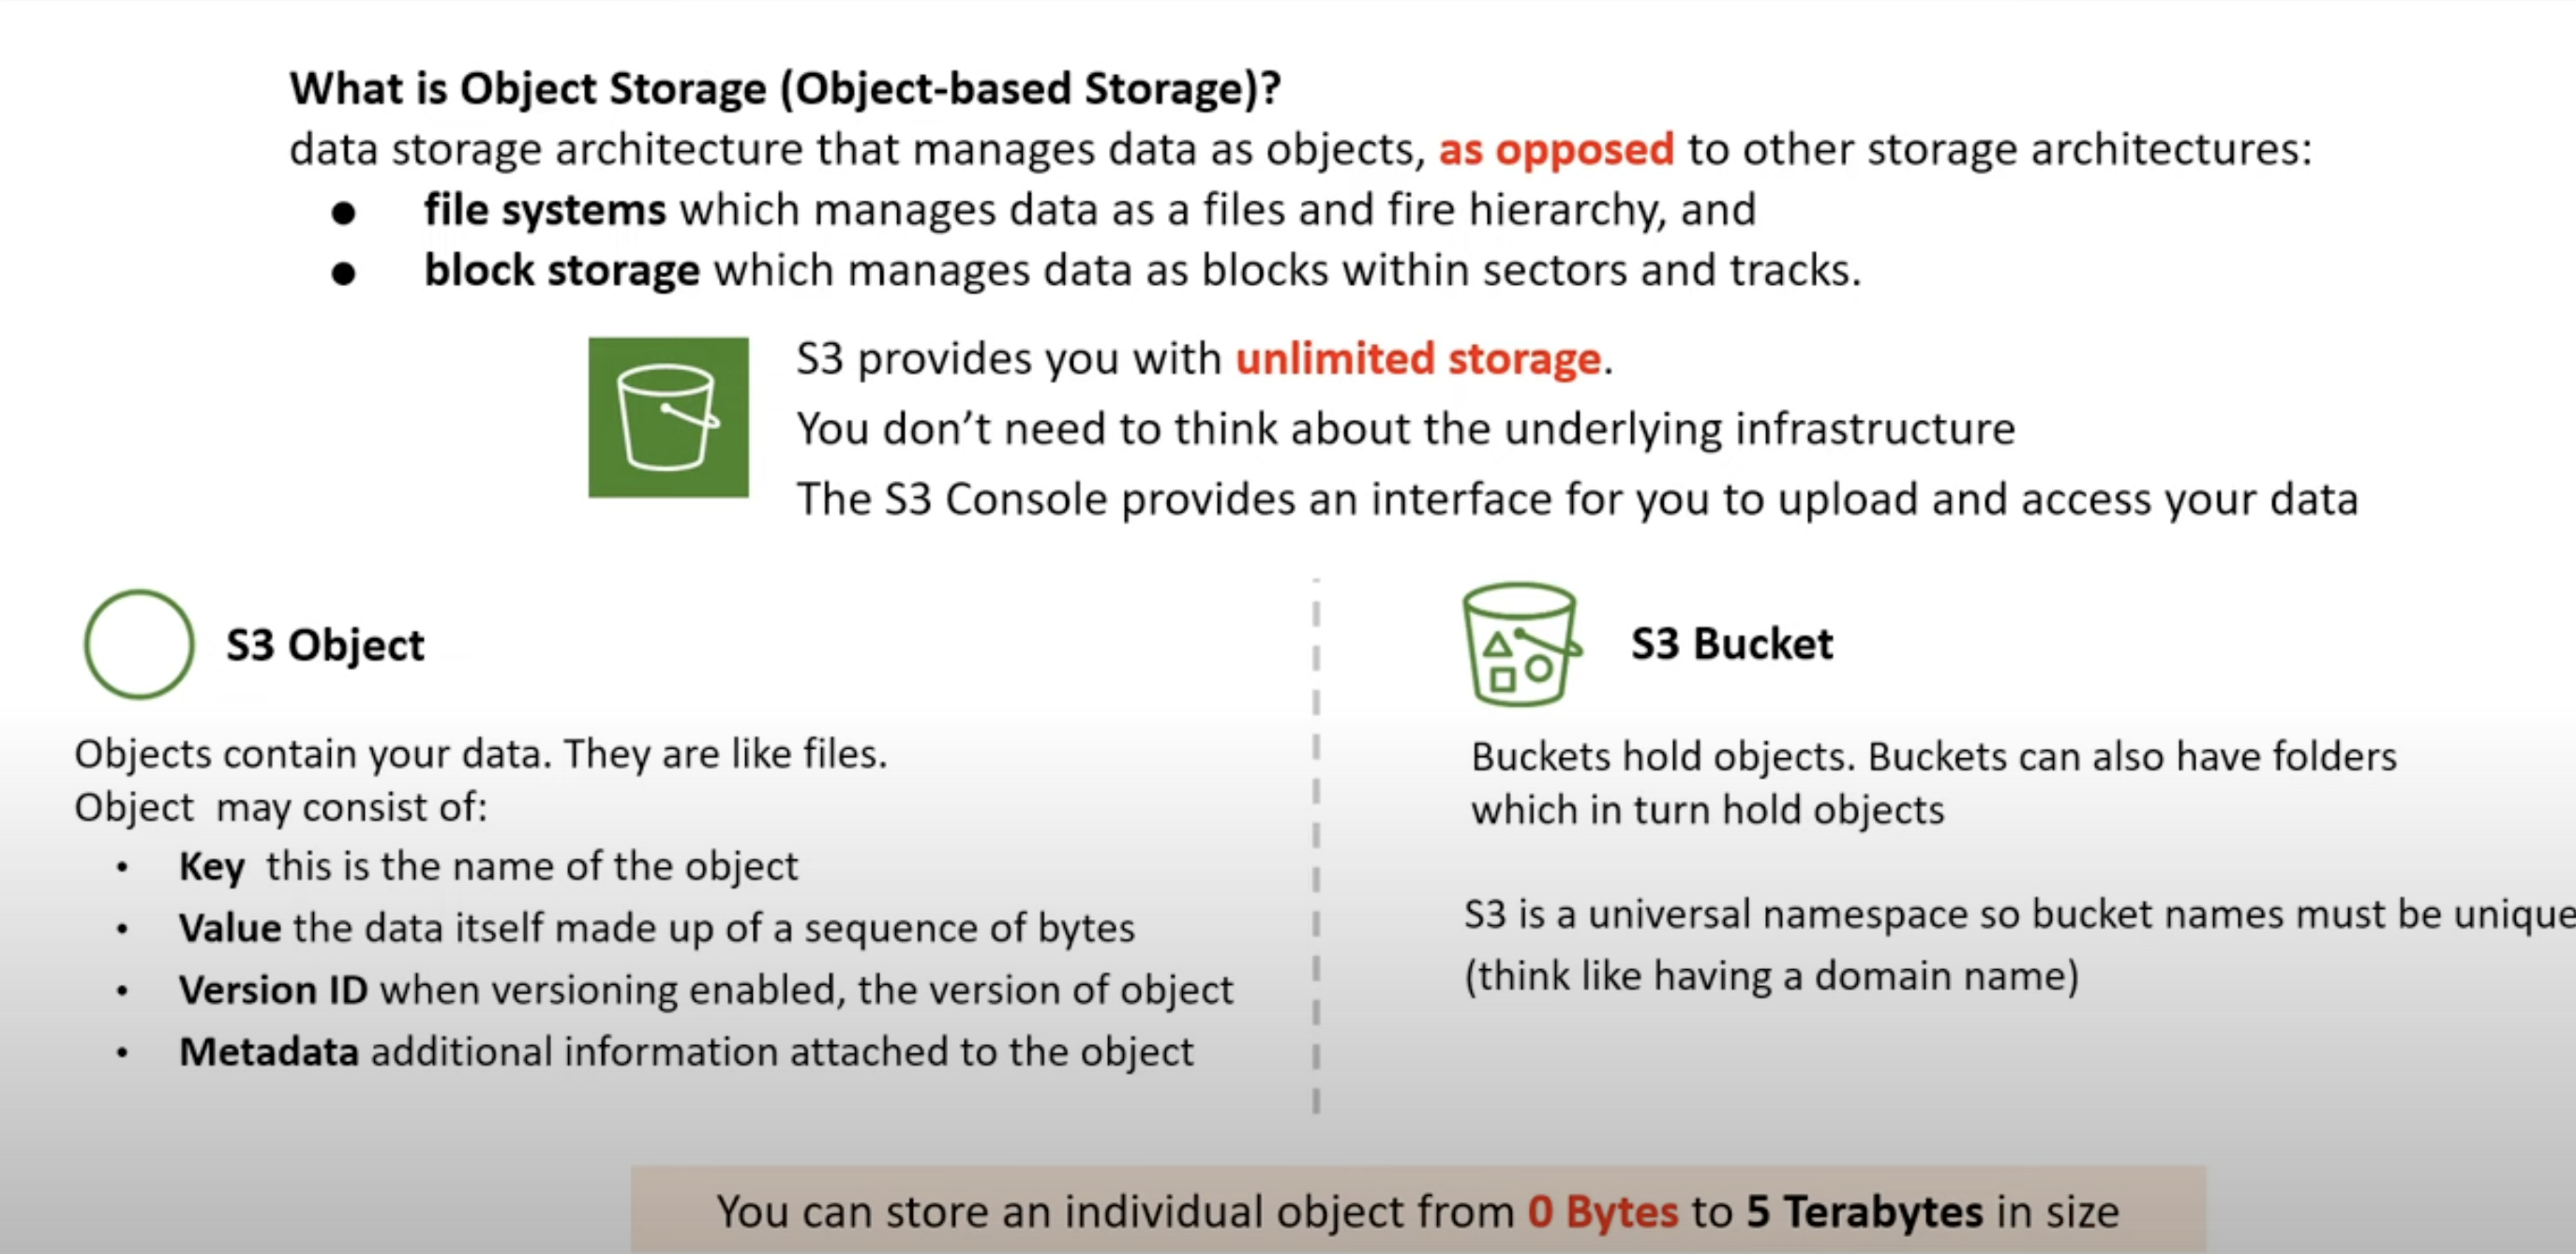 What is Object Storage (Object-based Storage)?
data storage architecture that manages data as objects, as opposed to other storage architectures:
● file systems which manages data as a files and fire hierarchy, and
● block storage which manages data as blocks within sectors and tracks.
S3 provides you with unlimited storage.
You don’t need to think about the underlying infrastructure
The S3 Console provides an interface for you to upload and access your data
S3 Object
Objects contain your data. They are like files.
Object may consist of:
• Key this is the name of the object
• Value the data itself made up of a sequence of bytes
• Version ID when versioning enabled, the version of object
• Metadata additional information attached to the object
S3 Bucket
Buckets hold objects. Buckets can also have folders
which in turn hold objects
S3 is a universal namespace so bucket names must be unique
(think like having a domain name)
You can store an individual object from 0 Bytes to 5 Terabytes in size